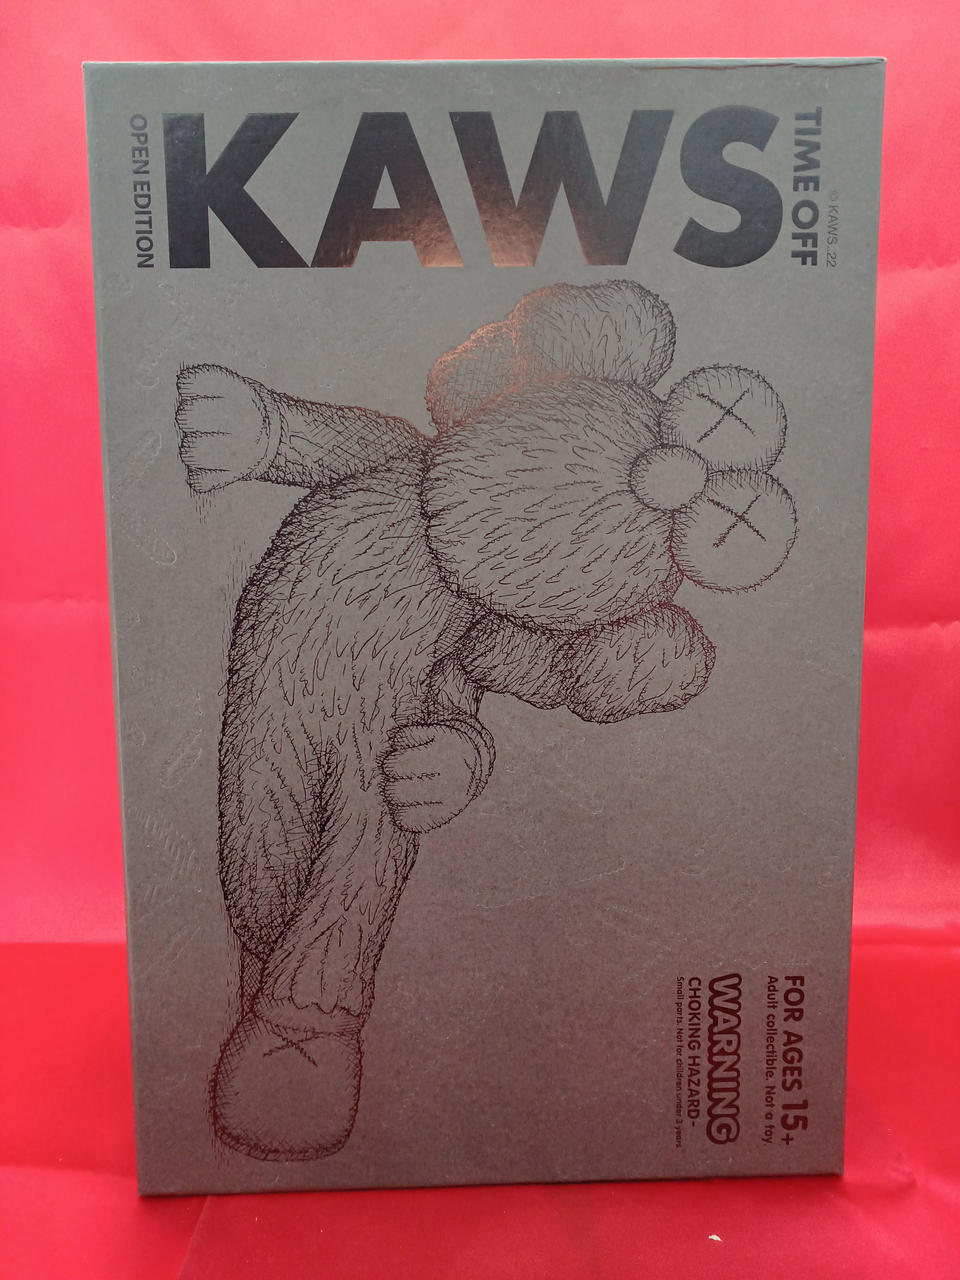 KAWS
TIME OFF
© KAWS..22
OPEN EDITION
FOR AGES 15+
Adult collectible. Not a toy.
WARNING
CHOKING HAZARD-
Small parts. Not for children under 3 years